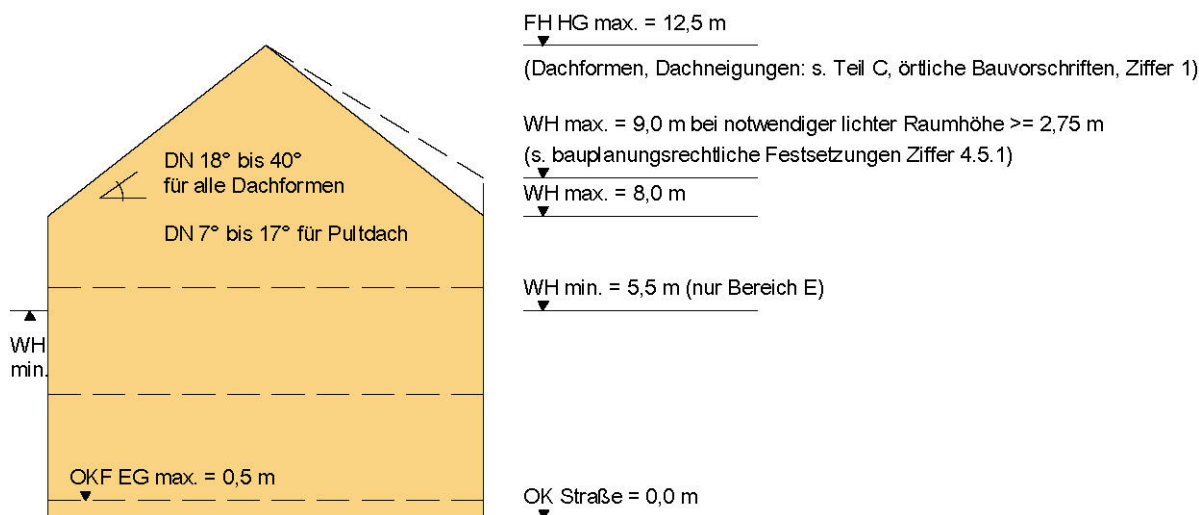 FH HG max. = 12,5 m
(Dachformen, Dachneigungen: s. Teil C, örtliche Bauvorschriften, Ziffer 1)
WH max. = 9,0 m bei notwendiger lichter Raumhöhe >= 2,75 m
(s. bauplanungsrechtliche Festsetzungen Ziffer 4.5.1)
DN 18° bis 40°
für alle Dachformen
WH max. = 8,0 m
DN 7° bis 17° für Pultdach
WH min. = 5,5 m (nur Bereich E)
WH
min.
OKF EG max. = 0,5 m
OK Straße = 0,0 m